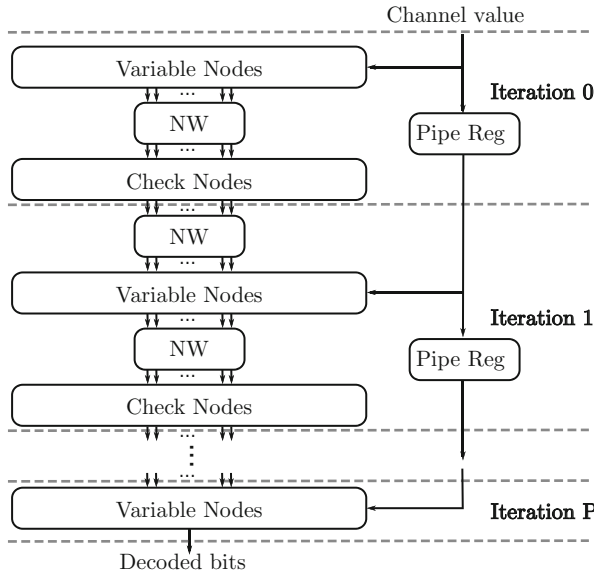 Channel value
Variable Nodes
Iteration 0
...
NW
Pipe Reg
...
Check Nodes
...
NW
...
Variable Nodes
Iteration 1
...
NW
Pipe Reg
...
Check Nodes
...
...
Variable Nodes
Iteration P
Decoded bits